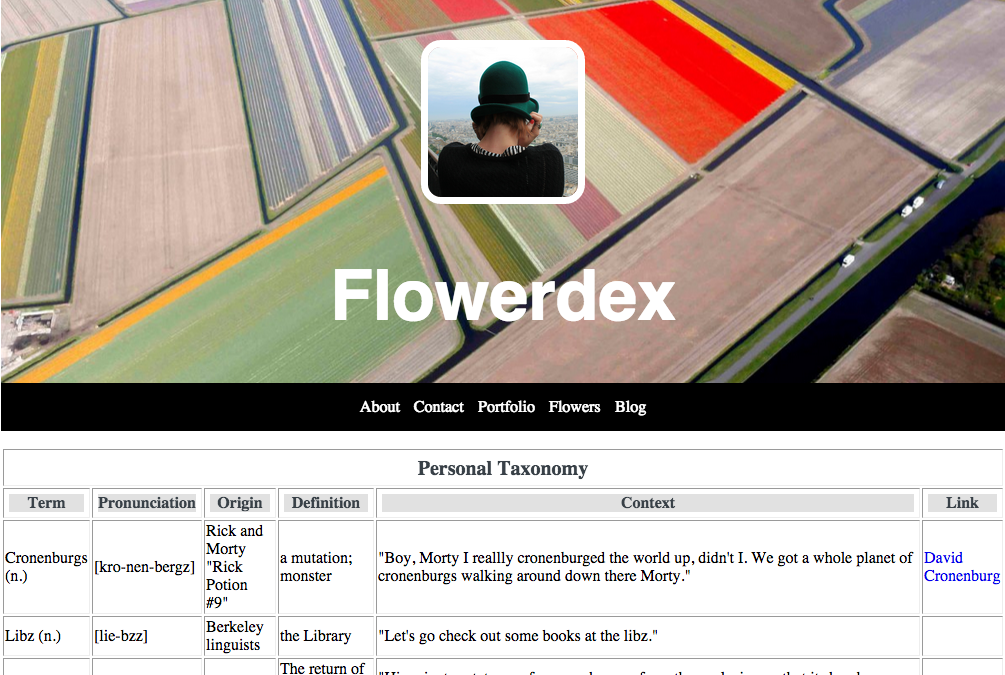 Flowerdex
About Contact Portfolio Flowers Blog
Personal Taxonomy
Term Pronunciation Origin Definition Context Link
Cronenburgs
(n.)
[kro-nen-bergz]
Rick and
Morty
"Rick
Potion
#9"
a mutation;
monster
"Boy, Morty I reallly cronenburged the world up, didn't I. We got a whole planet of
cronenburgs walking around down there Morty."
David
Cronenburg
Libz (n.)
[lie-bzz]
Berkeley
linguists
the Library
"Let's go check out some books at the libz."
The return of